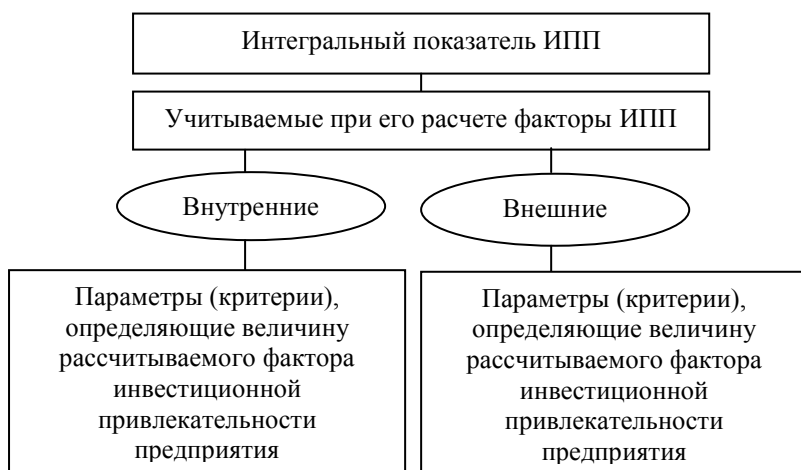 Интегральный показатель ИПП
Учитываемые при его расчете факторы ИПП
Внутренние
Внешние
Параметры (критерии),
определяющие величину
рассчитываемого фактора
инвестиционной
привлекательности
предприятия
Параметры (критерии),
определяющие величину
рассчитываемого фактора
инвестиционной
привлекательности
предприятия